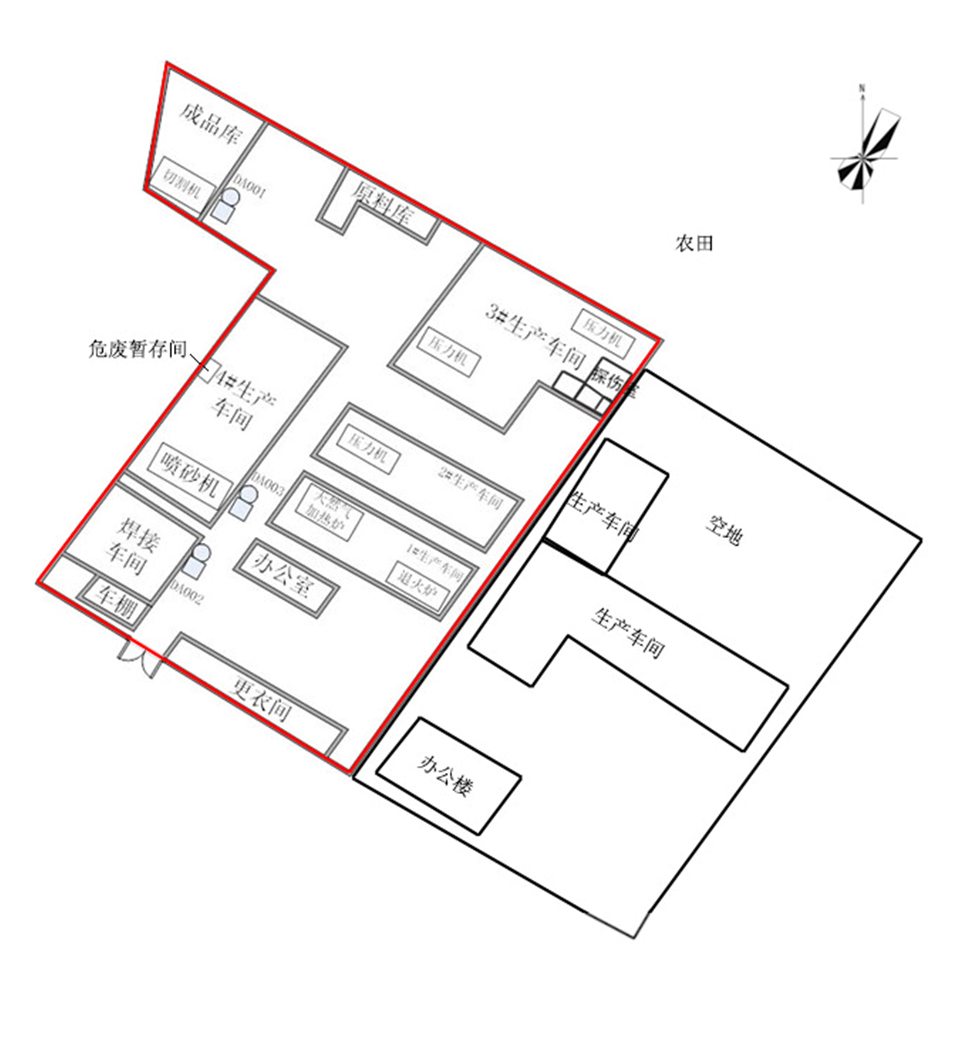 N
成品库
切割机
DA001
原料库
农田
3#生产车间
压力机
压力机
探伤室
危废暂存间
4#生产
车间
喷砂机
DA003
压力机
2#生产车间
天然气
加热炉
1#生产车间
退火炉
生产车间
空地
焊接
车间
DA002
办公室
车棚
生产车间
更衣间
办公楼